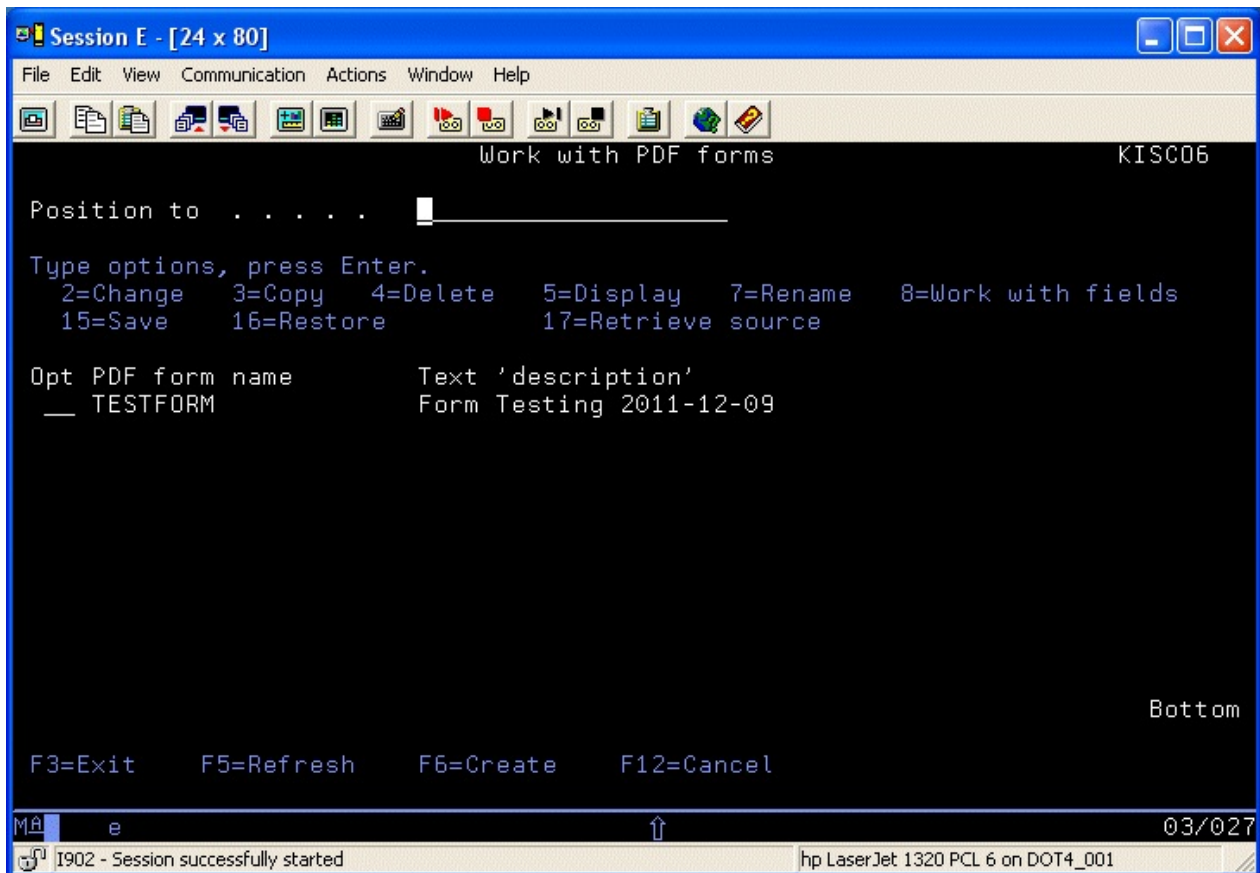 Session E - [24 x 80]
File Edit View Communication Actions Window Help
Work with PDF forms KISCO6
Position to . . . . .
Type options, press Enter.
2=Change 3=Copy 4=Delete 5=Display 7=Rename 8=Work with fields
15=Save 16=Restore 17=Retrieve source
Opt PDF form name Text 'description'
TESTFORM Form Testing 2011-12-09
Bottom
F3=Exit F5=Refresh F6=Create F12=Cancel
MA e 03/027
I902 - Session successfully started hp LaserJet 1320 PCL 6 on DOT4_001